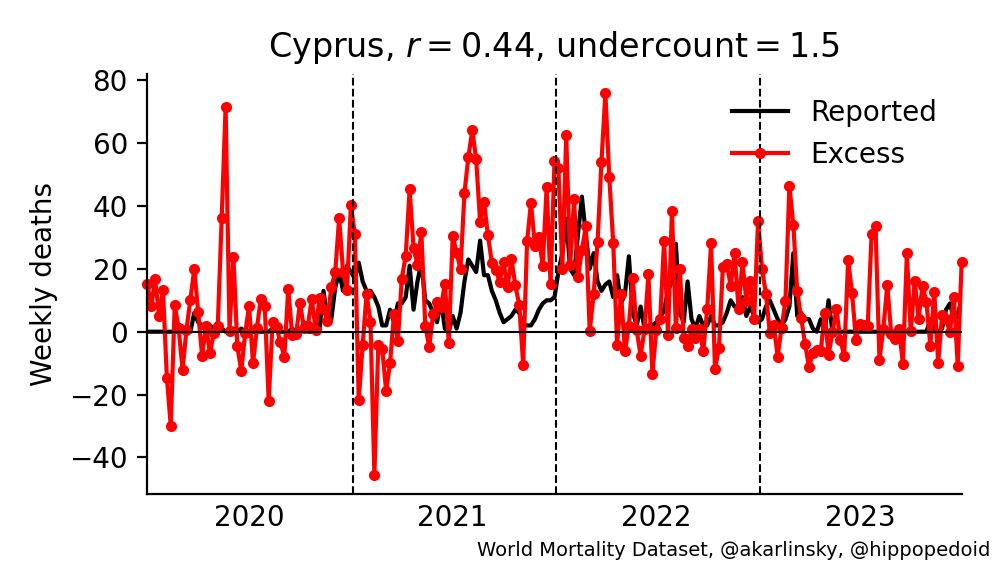 Cyprus, r = 0.44, undercount = 1.5
Reported
Excess
Weekly deaths
80
60
40
20
0
−20
−40
2020 2021 2022 2023
World Mortality Dataset, @akarlinsky, @hippopedoid